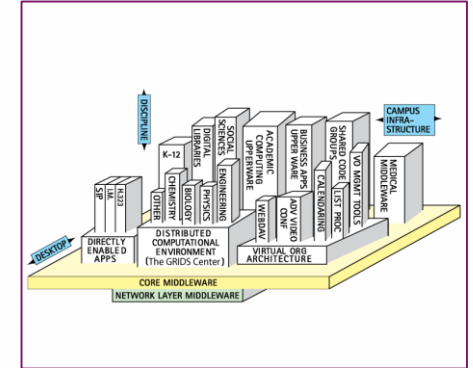 DISCIPLINE
CAMPUS
INFRA-
STRUCTURE
DESKTOP
SIP
I.M.
H.323
DIRECTLY
ENABLED
APPS
K-12
DIGITAL
LIBRARIES
SOCIAL
SCIENCES
OTHER
CHEMISTRY
BIOLOGY
PHYSICS
ENGINEERING
DISTRIBUTED
COMPUTATIONAL
ENVIRONMENT
(The GRIDS Center)
ACADEMIC
COMPUTING
UPPERWARE
BUSINESS APPS
UPPER WARE
SHARED CODE
GROUPS
WEBDAV
ADV VIDEO
CONF
CALENDARING
LIST PROC
VO MGMT TOOLS
VIRTUAL ORG
ARCHITECTURE
MEDICAL
MIDDLEWARE
CORE MIDDLEWARE
NETWORK LAYER MIDDLEWARE